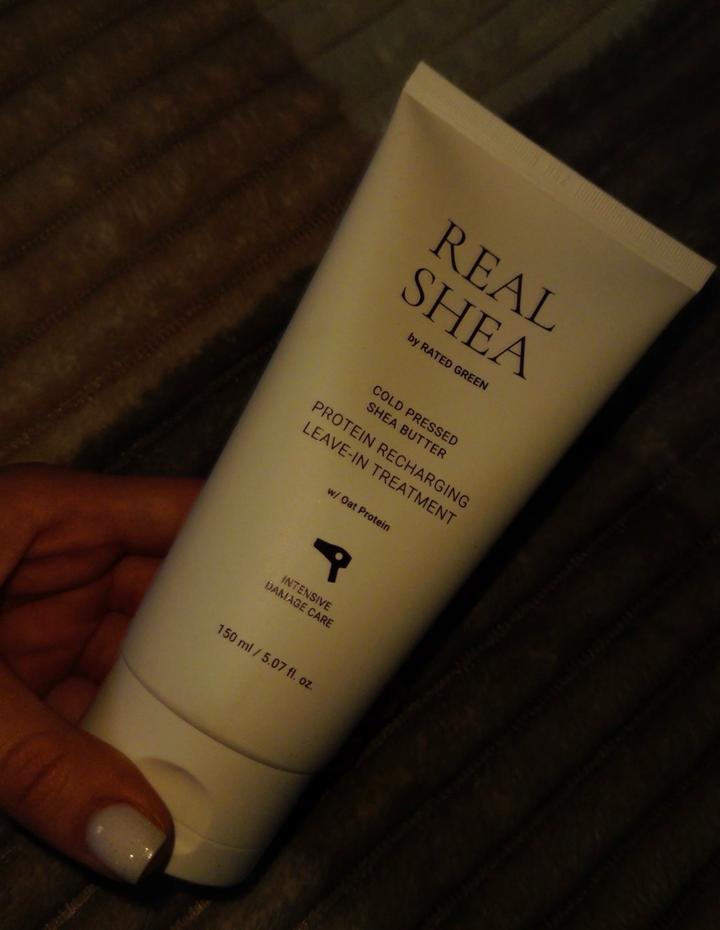 REAL
SHEA
by RATED GREEN
COLD PRESSED
SHEA BUTTER
PROTEIN RECHARGING
LEAVE-IN TREATMENT
w/ Oat Protein
INTENSIVE
DAMAGE CARE
150 ml / 5.07 fl. oz.